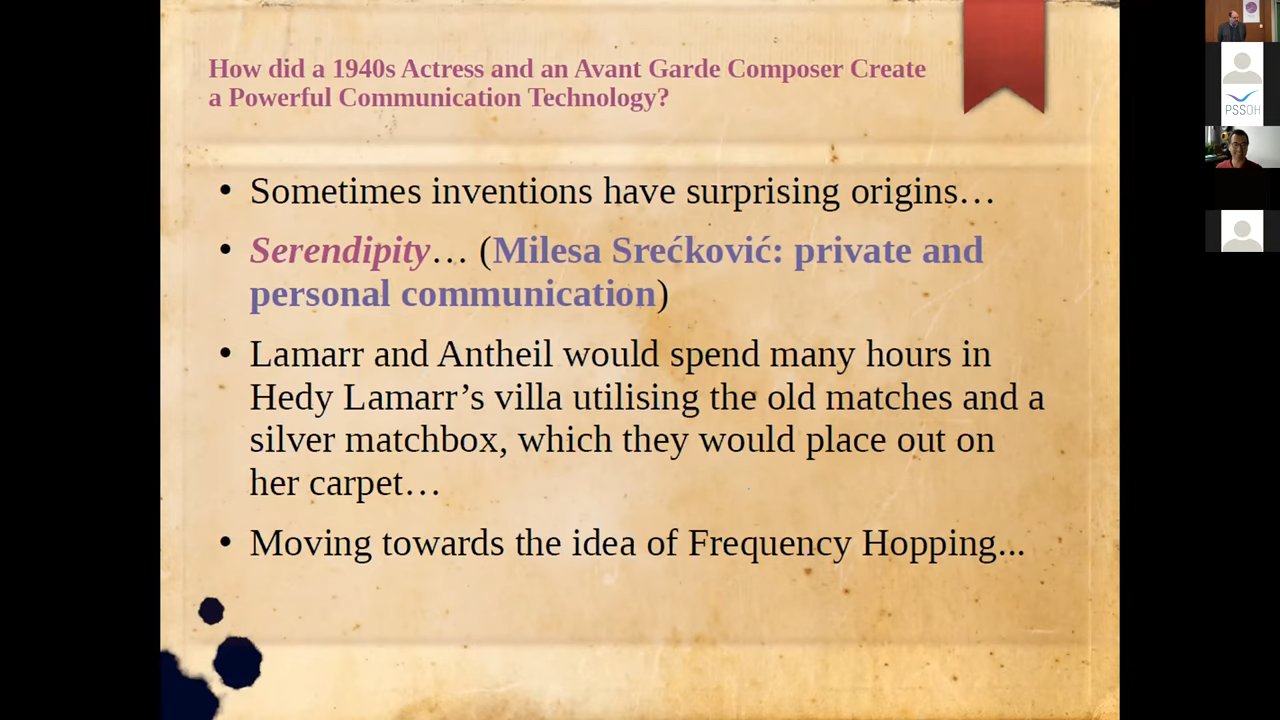 How did a 1940s Actress and an Avant Garde Composer Create
a Powerful Communication Technology?
• Sometimes inventions have surprising origins…
• Serendipity… (Milesa Srećković: private and
personal communication)
• Lamarr and Antheil would spend many hours in
Hedy Lamarr’s villa utilising the old matches and a
silver matchbox, which they would place out on
her carpet…
• Moving towards the idea of Frequency Hopping...
PSSOH